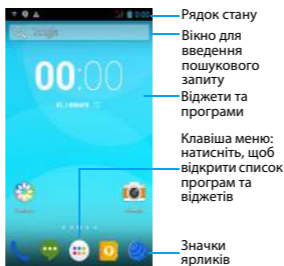 Рядок стану
Вікно для
введення
пошукового
запиту
Віджети та
програми
Клавіша меню:
натисніть, щоб
відкрити список
програм та
віджетів
Значки
ярликів
Google
00:00